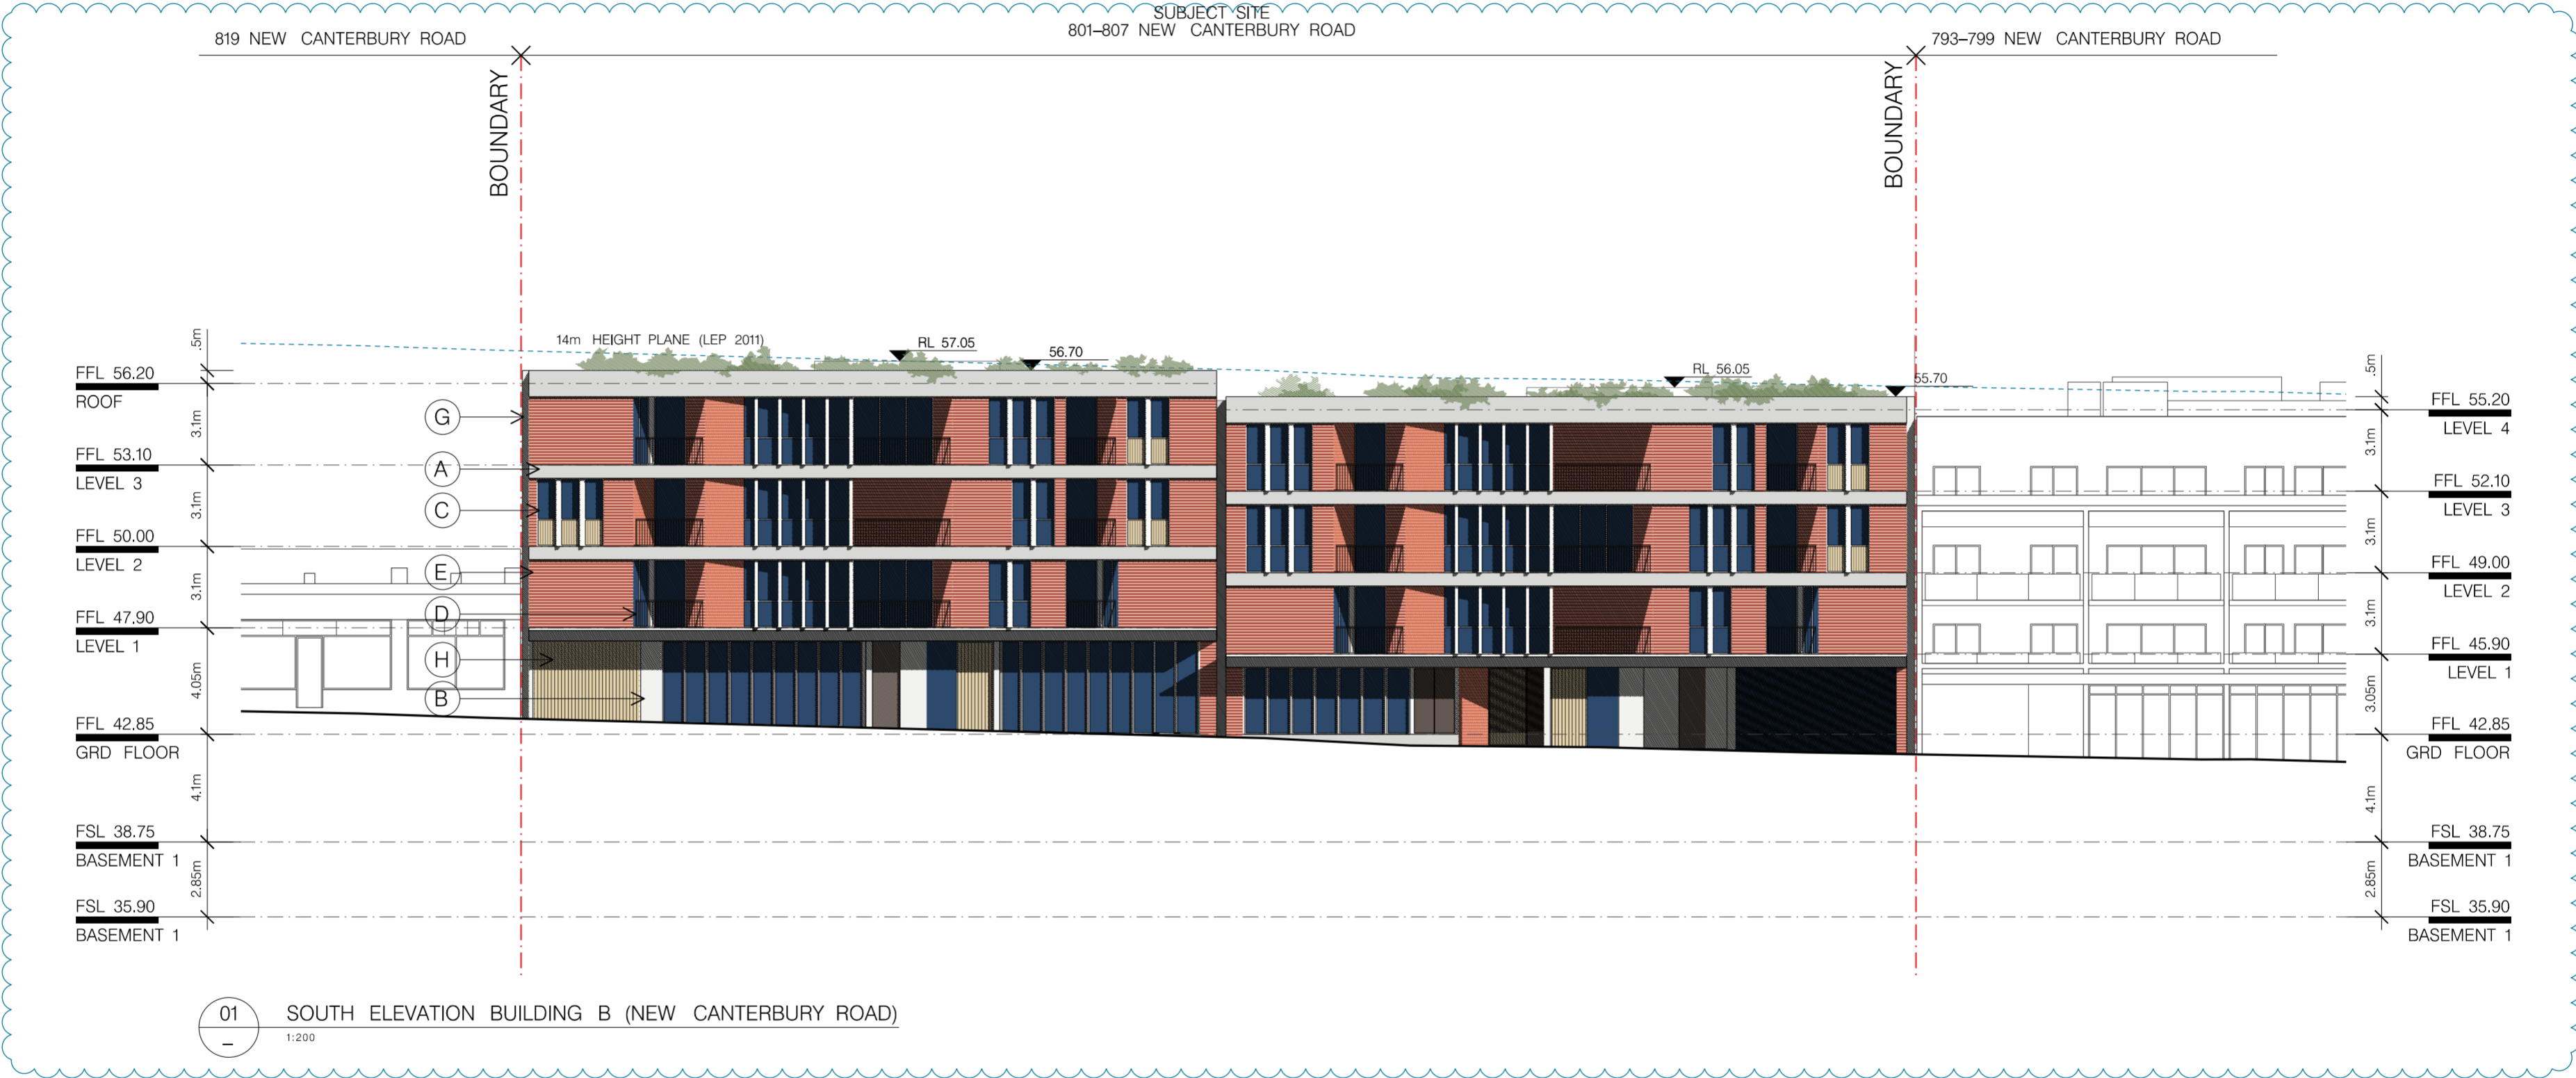 SUBJECT SITE
801–807 NEW CANTERBURY ROAD
819 NEW CANTERBURY ROAD
793–799 NEW CANTERBURY ROAD
BOUNDARY
BOUNDARY
14m HEIGHT PLANE (LEP 2011)
RL 57.05
56.70
RL 56.05
55.70
.5m
FFL 56.20
ROOF
3.1m
FFL 53.10
LEVEL 3
3.1m
FFL 50.00
LEVEL 2
3.1m
FFL 47.90
LEVEL 1
4.05m
FFL 42.85
GRD FLOOR
4.1m
FSL 38.75
BASEMENT 1
2.85m
FSL 35.90
BASEMENT 1
G
A
C
E
D
H
B
.5m
FFL 55.20
LEVEL 4
3.1m
FFL 52.10
LEVEL 3
3.1m
FFL 49.00
LEVEL 2
3.1m
FFL 45.90
LEVEL 1
3.05m
FFL 42.85
GRD FLOOR
4.1m
FSL 38.75
BASEMENT 1
2.85m
FSL 35.90
BASEMENT 1
01
–
SOUTH ELEVATION BUILDING B (NEW CANTERBURY ROAD)
1:200